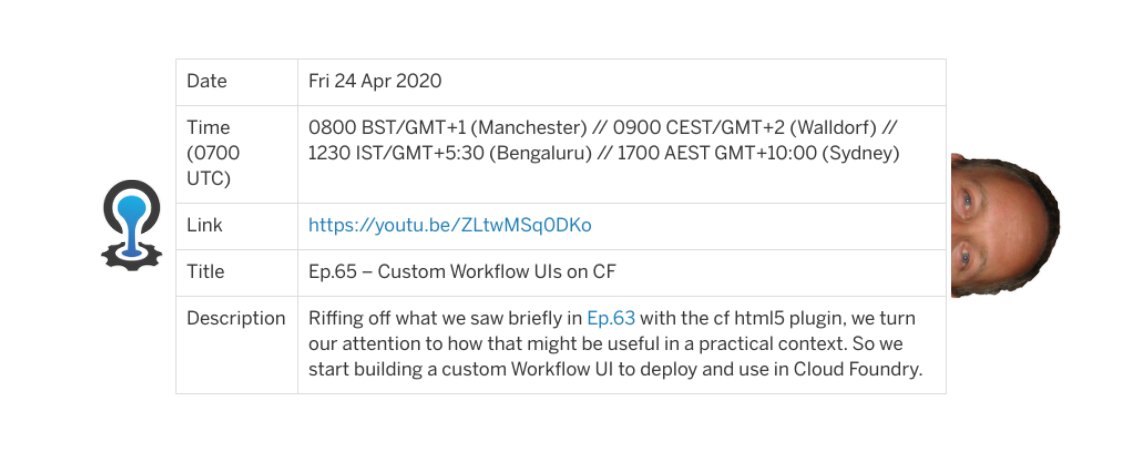 Date
Fri 24 Apr 2020
Time
(0700
UTC)
0800 BST/GMT+1 (Manchester) // 0900 CEST/GMT+2 (Walldorf) //
1230 IST/GMT+5:30 (Bengaluru) // 1700 AEST GMT+10:00 (Sydney)
Link
https://youtu.be/ZLtwMSq0DKo
Title
Ep.65 – Custom Workflow UIs on CF
Description
Riffing off what we saw briefly in Ep.63 with the cf html5 plugin, we turn
our attention to how that might be useful in a practical context. So we
start building a custom Workflow UI to deploy and use in Cloud Foundry.